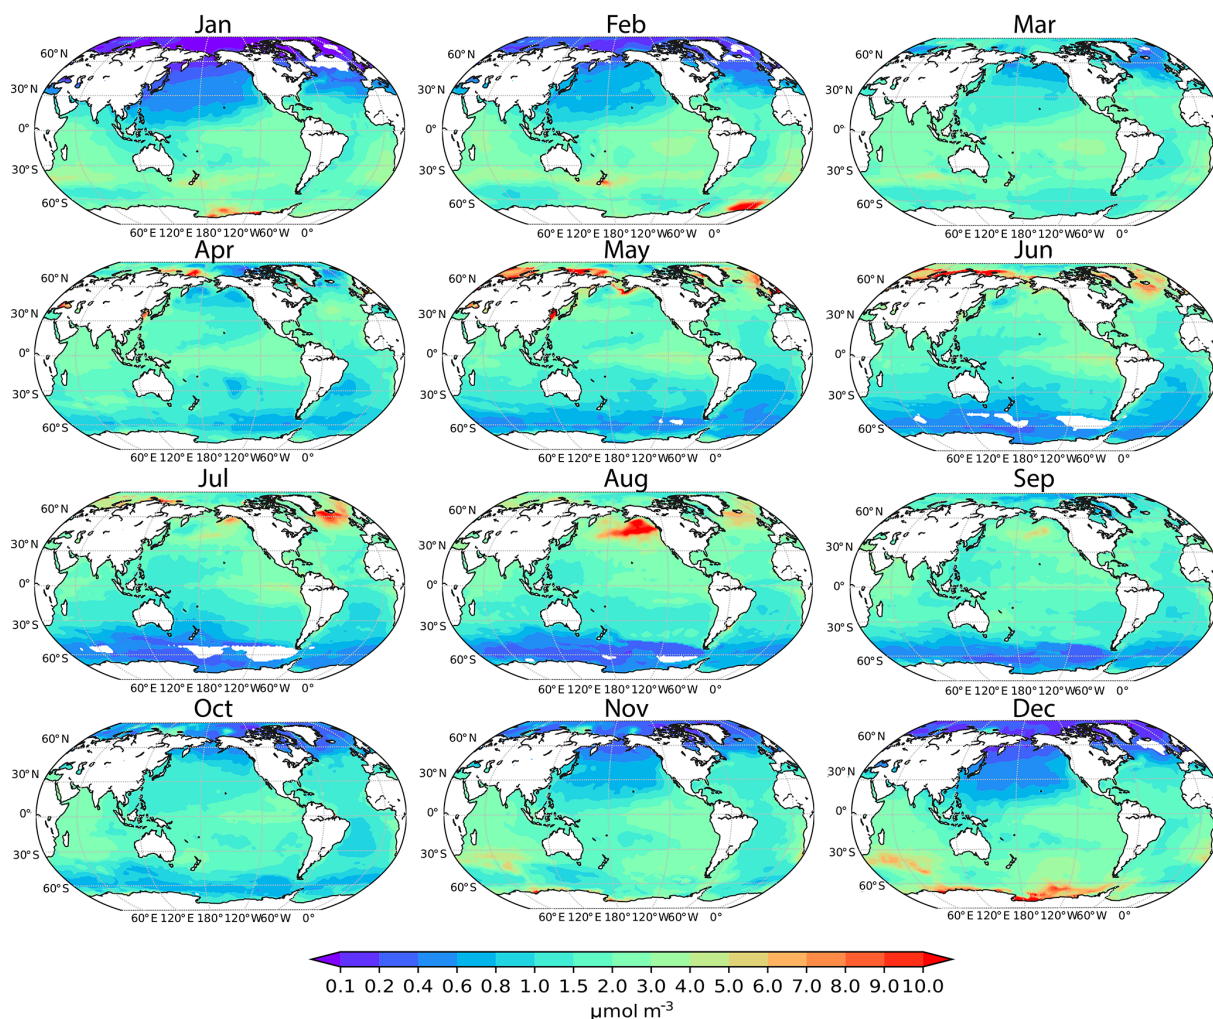 Jan Feb Mar
60°N 60°N 60°N
30°N 30°N 30°N
0° 0° 0°
30°S 30°S 30°S
60°S 60°S 60°S
60°E 120°E 180° 120°W 60°W 0° 60°E 120°E 180° 120°W 60°W 0° 60°E 120°E 180° 120°W 60°W 0°
Apr May Jun
60°N 60°N 60°N
30°N 30°N 30°N
0° 0° 0°
30°S 30°S 30°S
60°S 60°S 60°S
60°E 120°E 180° 120°W 60°W 0° 60°E 120°E 180° 120°W 60°W 0° 60°E 120°E 180° 120°W 60°W 0°
Jul Aug Sep
60°N 60°N 60°N
30°N 30°N 30°N
0° 0° 0°
30°S 30°S 30°S
60°S 60°S 60°S
60°E 120°E 180° 120°W 60°W 0° 60°E 120°E 180° 120°W 60°W 0° 60°E 120°E 180° 120°W 60°W 0°
Oct Nov Dec
60°N 60°N 60°N
30°N 30°N 30°N
0° 0° 0°
30°S 30°S 30°S
60°S 60°S 60°S
60°E 120°E 180° 120°W 60°W 0° 60°E 120°E 180° 120°W 60°W 0° 60°E 120°E 180° 120°W 60°W 0°
0.1 0.2 0.4 0.6 0.8 1.0 1.5 2.0 3.0 4.0 5.0 6.0 7.0 8.0 9.0 10.0
μmol m⁻³